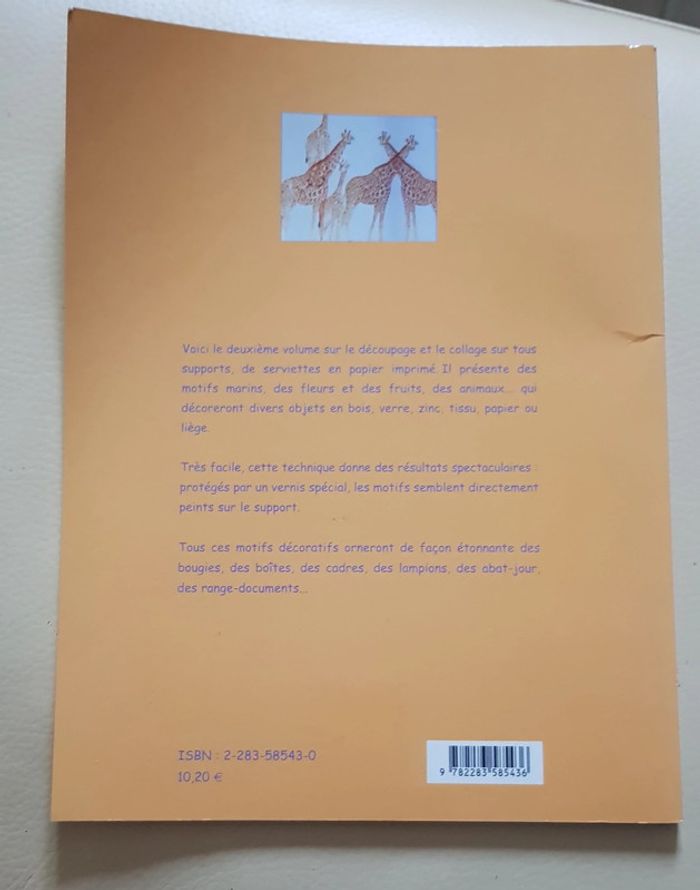 Voici le deuxième volume sur le découpage et le collage sur tous
supports, de serviettes en papier imprimé. Il présente des
motifs marins, des fleurs et des fruits, des animaux... qui
décoreront divers objets en bois, verre, zinc, tissu, papier ou
liège.
Très facile, cette technique donne des résultats spectaculaires :
protégés par un vernis spécial, les motifs semblent directement
peints sur le support.
Tous ces motifs décoratifs orneront de façon étonnante des
bougies, des boîtes, des cadres, des lampions, des abat-jour,
des range-documents...
ISBN : 2-283-58543-0
10,20 €
9 782283 585436